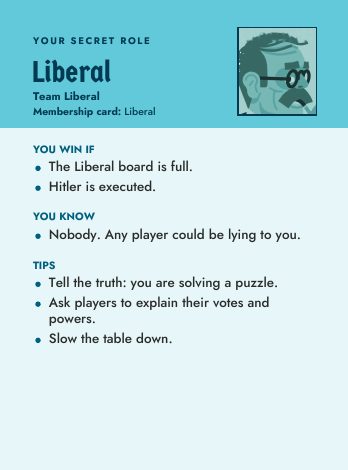 YOUR SECRET ROLE
Liberal
Team Liberal
Membership card: Liberal
YOU WIN IF
• The Liberal board is full.
• Hitler is executed.
YOU KNOW
• Nobody. Any player could be lying to you.
TIPS
• Tell the truth: you are solving a puzzle.
• Ask players to explain their votes and
powers.
• Slow the table down.